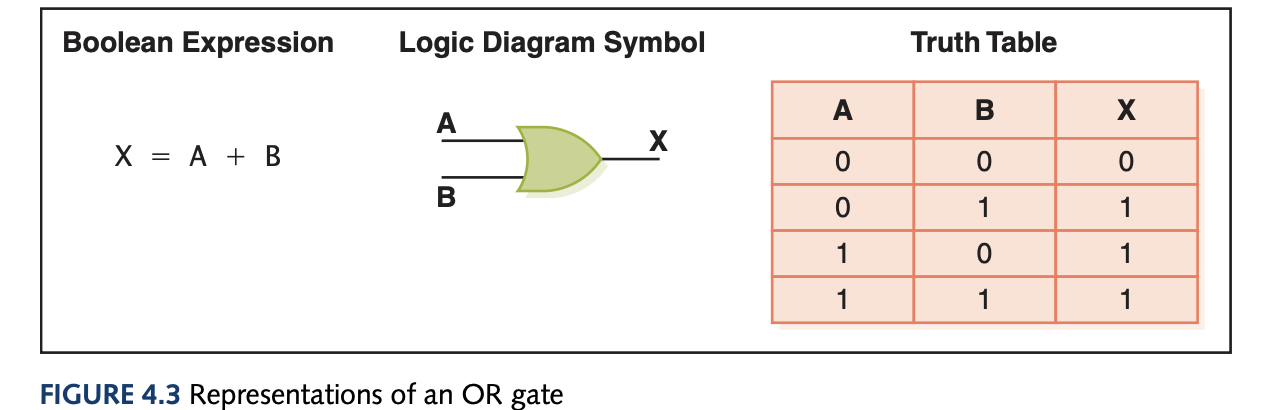 Boolean Expression Logic Diagram Symbol Truth Table
X = A + B
A
B
X
A B X
0 0 0
0 1 1
1 0 1
1 1 1
FIGURE 4.3 Representations of an OR gate